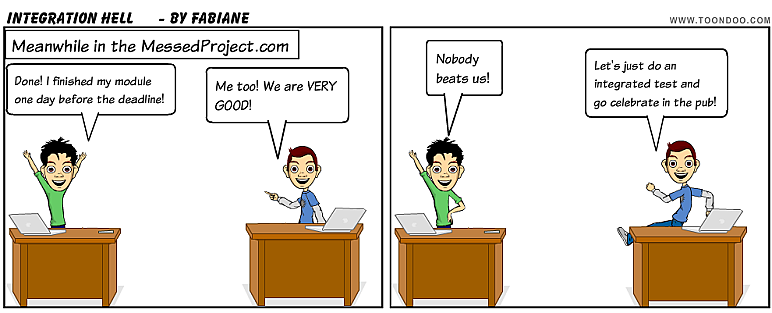 INTEGRATION HELL - BY FABIANE
WWW.TOONDOO.COM
Meanwhile in the MessedProject.com
Done! I finished my module
one day before the deadline!
Me too! We are VERY
GOOD!
Nobody
beats us!
Let's just do an
integrated test and
go celebrate in the pub!